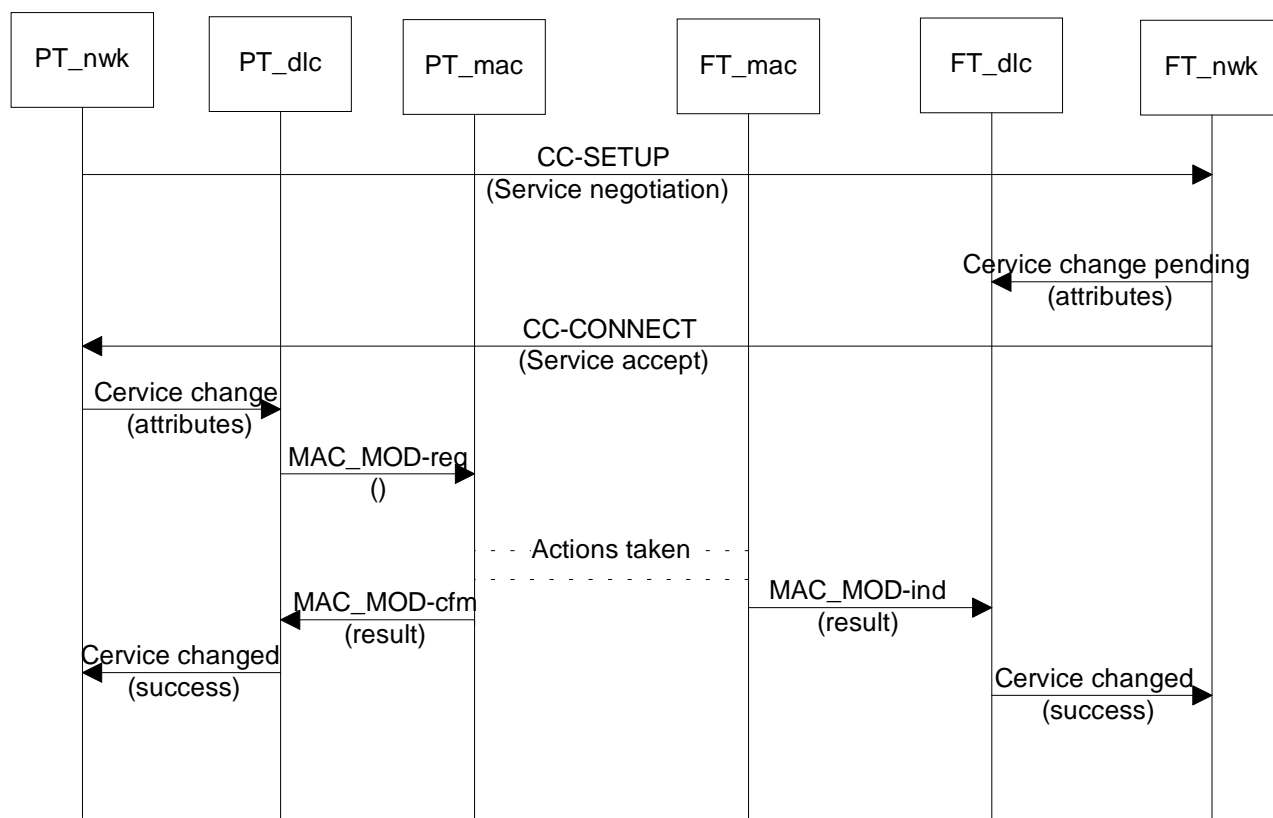 PT_nwk
PT_dlc
PT_mac
FT_mac
FT_dlc
FT_nwk
CC-SETUP
(Service negotiation)
Cervice change pending
(attributes)
CC-CONNECT
(Service accept)
Cervice change
(attributes)
MAC_MOD-req
()
Actions taken
MAC_MOD-cfm
(result)
MAC_MOD-ind
(result)
Cervice changed
(success)
Cervice changed
(success)